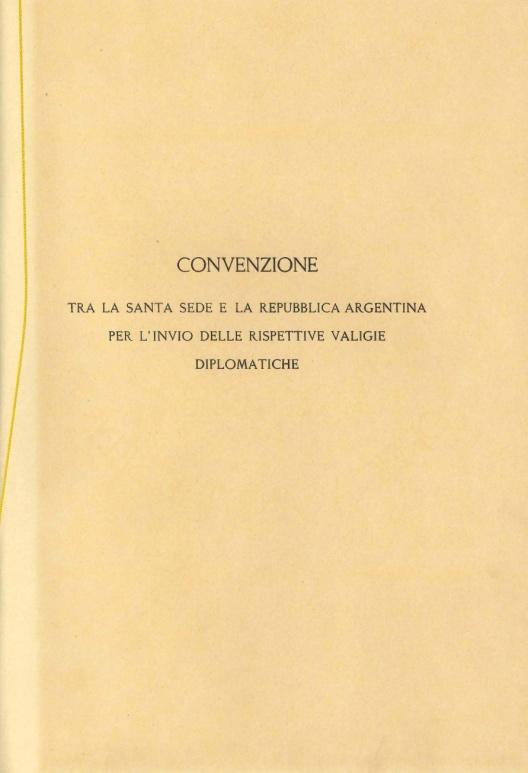 CONVENZIONE
TRA LA SANTA SEDE E LA REPUBBLICA ARGENTINA
PER L'INVIO DELLE RISPETTIVE VALIGIE
DIPLOMATICHE